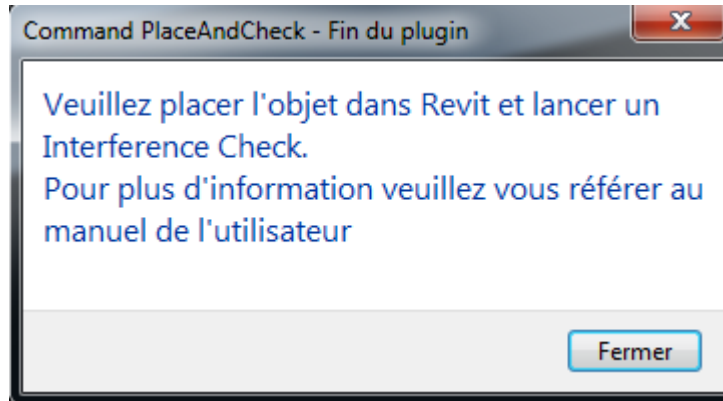 Command PlaceAndCheck - Fin du plugin
Veuillez placer l'objet dans Revit et lancer un
Interference Check.
Pour plus d'information veuillez vous référer au
manuel de l'utilisateur
Fermer